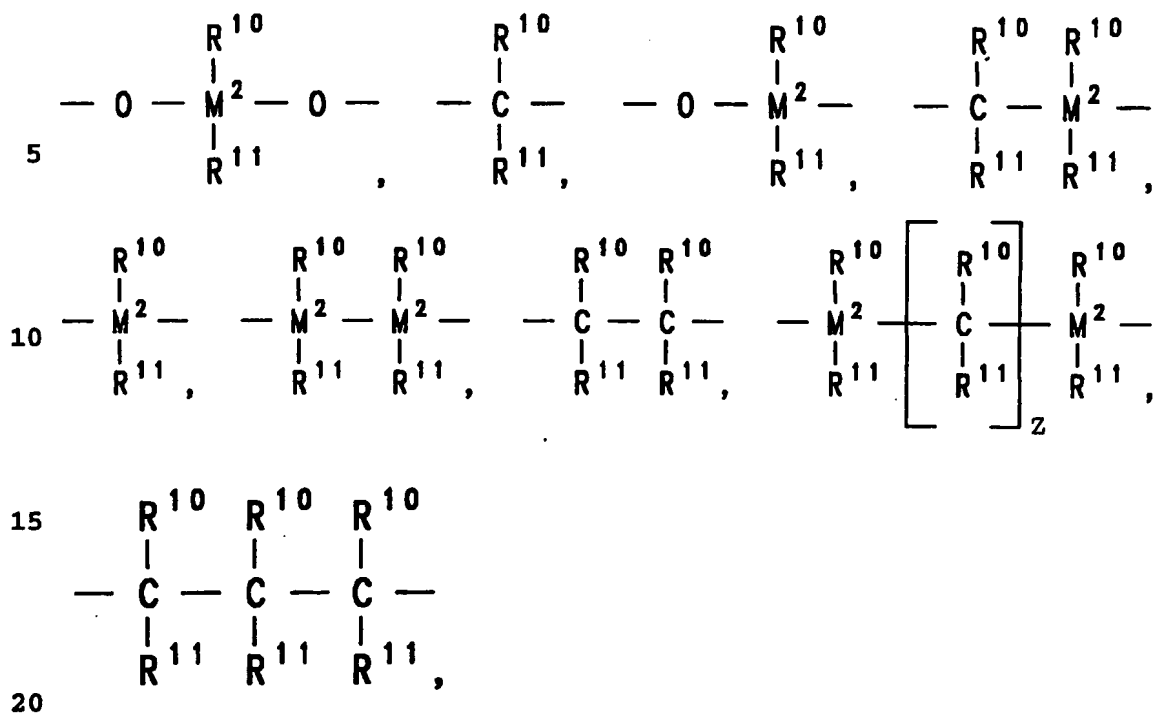 R10 R10 R10 R10 R10
— O — M2 — O — — C — — O — M2 — — C — M2 —
5
R11 , R11 , R11 , R11 R11 ,
R10 R10 R10 R10 R10 R10 R10 R10
10 — M2 — — M2 — M2 — — C — C — — M2 — C — M2 —
R11 , R11 R11 , R11 R11 , R11 R11 R11 ,
Z
15 R10 R10 R10
— C — C — C —
R11 R11 R11 ,
20